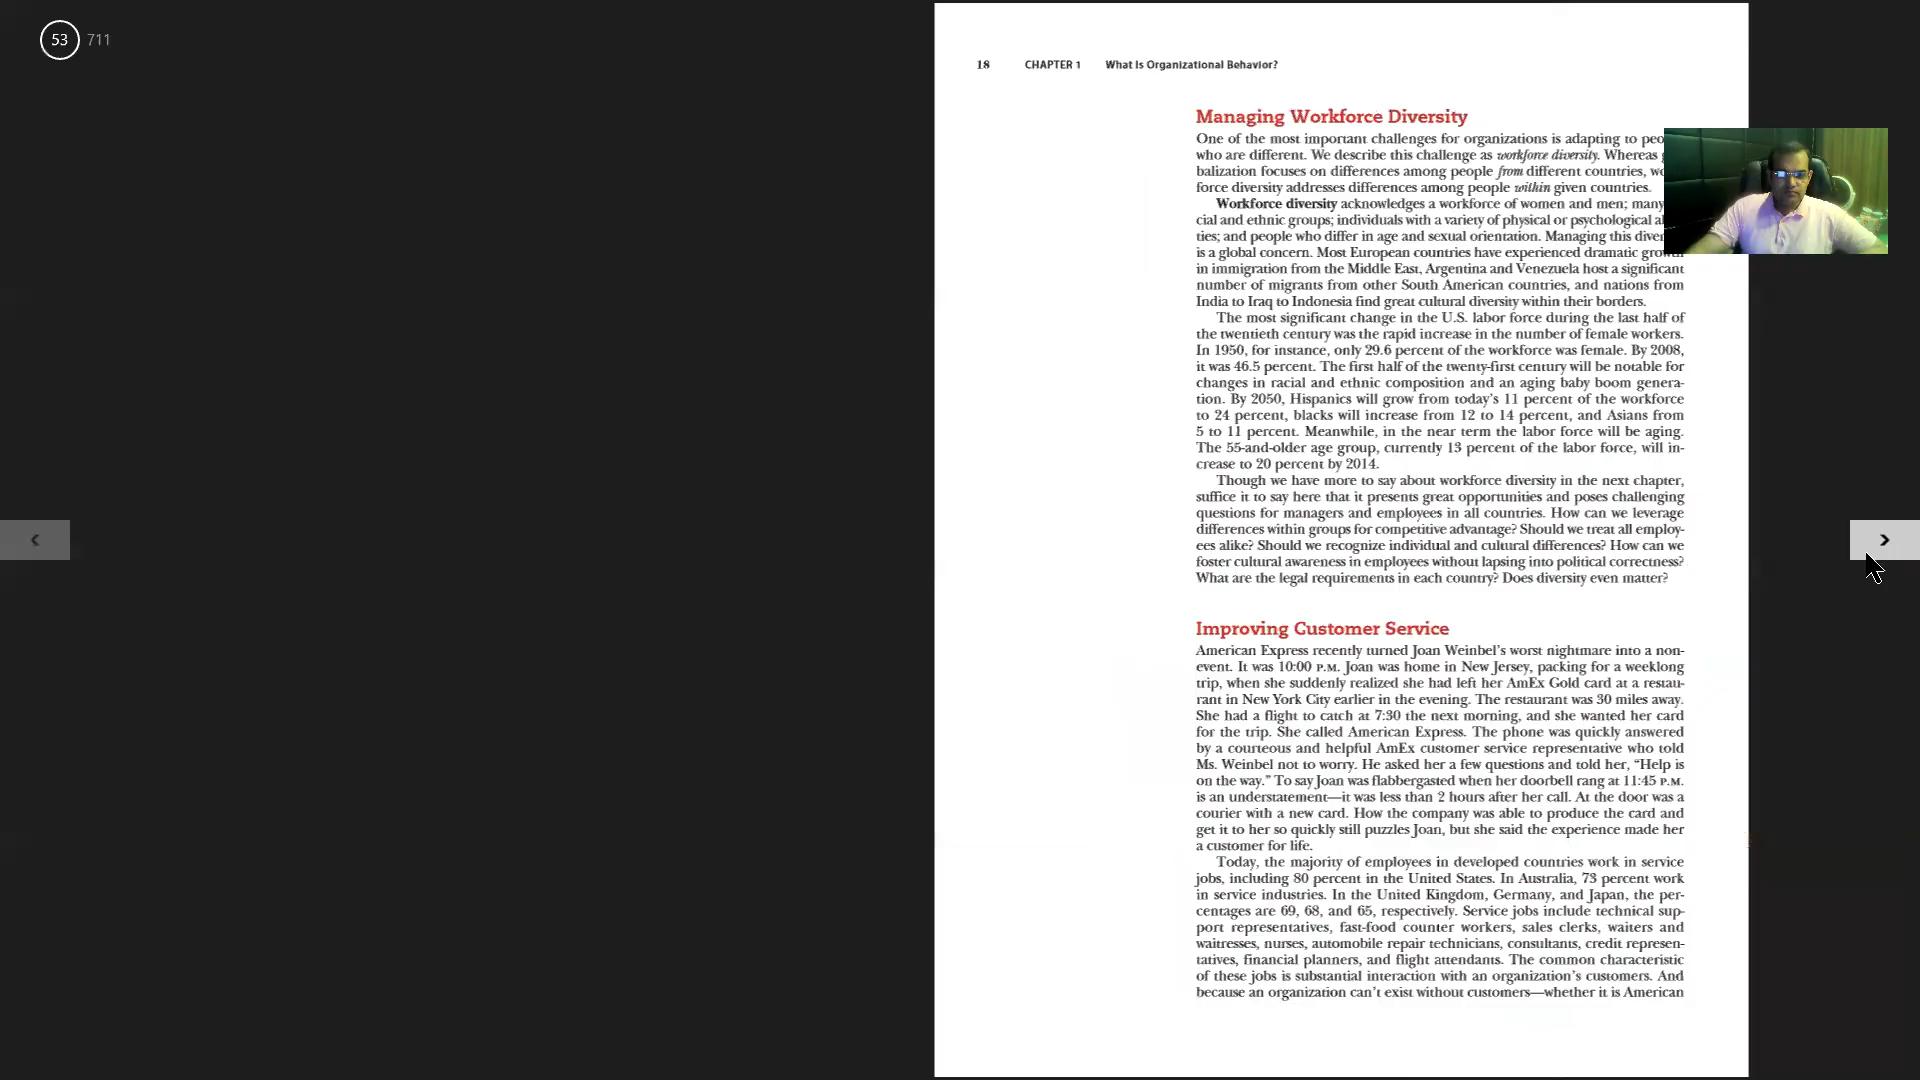 53 711
18 CHAPTER 1 What Is Organizational Behavior?
Managing Workforce Diversity
One of the most important challenges for organizations is adapting to
who are different. We describe this challenge as workforce diversity. Whereas
balization focuses on differences among people from different countries,
force diversity addresses differences among people within given countries.
Workforce diversity acknowledges a workforce of women and men; many
cial and ethnic groups; individuals with a variety of physical or psychological
ties; and people who differ in age and sexual orientation. Managing this
is a global concern. Most European countries have experienced dramatic growth
in immigration from the Middle East, Argentina and Venezuela host a significant
number of migrants from other South American countries, and nations from
India to Iraq to Indonesia find great cultural diversity within their borders.
The most significant change in the U.S. labor force during the last half of
the twentieth century was the rapid increase in the number of female workers.
In 1950, for instance, only 29.6 percent of the workforce was female. By 2008,
it was 46.5 percent. The first half of the twenty-first century will be notable for
changes in racial and ethnic composition and an aging baby boom genera-
tion. By 2050, Hispanics will grow from today's 11 percent of the workforce
to 24 percent, blacks will increase from 12 to 14 percent, and Asians from
5 to 11 percent. Meanwhile, in the near term the labor force will be aging.
The 55-and-older age group, currently 13 percent of the labor force, will in-
crease to 20 percent by 2014.
Though we have more to say about workforce diversity in the next chapter,
suffice it to say here that it presents great opportunities and poses challenging
questions for managers and employees in all countries. How can we leverage
differences within groups for competitive advantage? Should we treat all employ-
ees alike? Should we recognize individual and cultural differences? How can we
foster cultural awareness in employees without lapsing into political correctness?
What are the legal requirements in each country? Does diversity even matter?
Improving Customer Service
American Express recently turned Joan Weinbel's worst nightmare into a non-
event. It was 10:00 P.M. Joan was home in New Jersey, packing for a weeklong
trip, when she suddenly realized she had left her AmEx Gold card at a restau-
rant in New York City earlier in the evening. The restaurant was 30 miles away.
She had a flight to catch at 7:30 the next morning, and she wanted her card
for the trip. She called American Express. The phone was quickly answered
by a courteous and helpful AmEx customer service representative who told
Ms. Weinbel not to worry. He asked her a few questions and told her, "Help is
on the way." To say Joan was flabbergasted when her doorbell rang at 11:45 P.M.
is an understatement—it was less than 2 hours after her call. At the door was a
courier with a new card. How the company was able to produce the card and
get it to her so quickly still puzzles Joan, but she said the experience made her
a customer for life.
Today, the majority of employees in developed countries work in service
jobs, including 80 percent in the United States. In Australia, 73 percent work
in service industries. In the United Kingdom, Germany, and Japan, the per-
centages are 69, 68, and 65, respectively. Service jobs include technical sup-
port representatives, fast-food counter workers, sales clerks, waiters and
waitresses, nurses, automobile repair technicians, consultants, credit represen-
tatives, financial planners, and flight attendants. The common characteristic
of these jobs is substantial interaction with an organization's customers. And
because an organization can't exist without customers—whether it is American